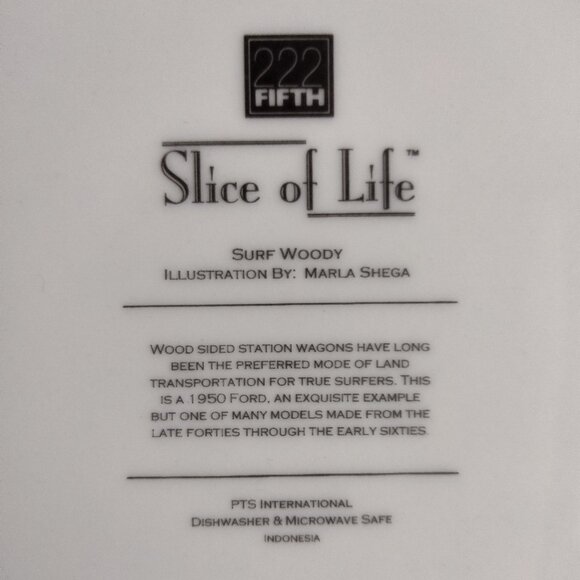 222
FIFTH
Slice of Life™
SURF WOODY
ILLUSTRATION BY: MARLA SHEGA
WOOD SIDED STATION WAGONS HAVE LONG
BEEN THE PREFERRED MODE OF LAND
TRANSPORTATION FOR TRUE SURFERS. THIS
IS A 1950 FORD, AN EXQUISITE EXAMPLE
BUT ONE OF MANY MODELS MADE FROM THE
LATE FORTIES THROUGH THE EARLY SIXTIES.
PTS INTERNATIONAL
DISHWASHER & MICROWAVE SAFE
INDONESIA